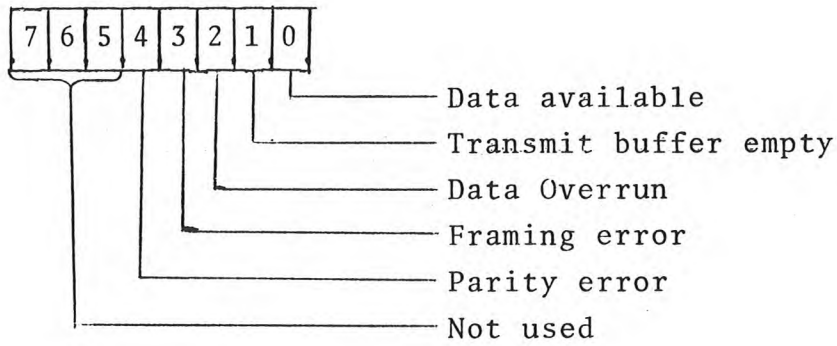 7 6 5 4 3 2 1 0
Data available
Transmit buffer empty
Data Overrun
Framing error
Parity error
Not used